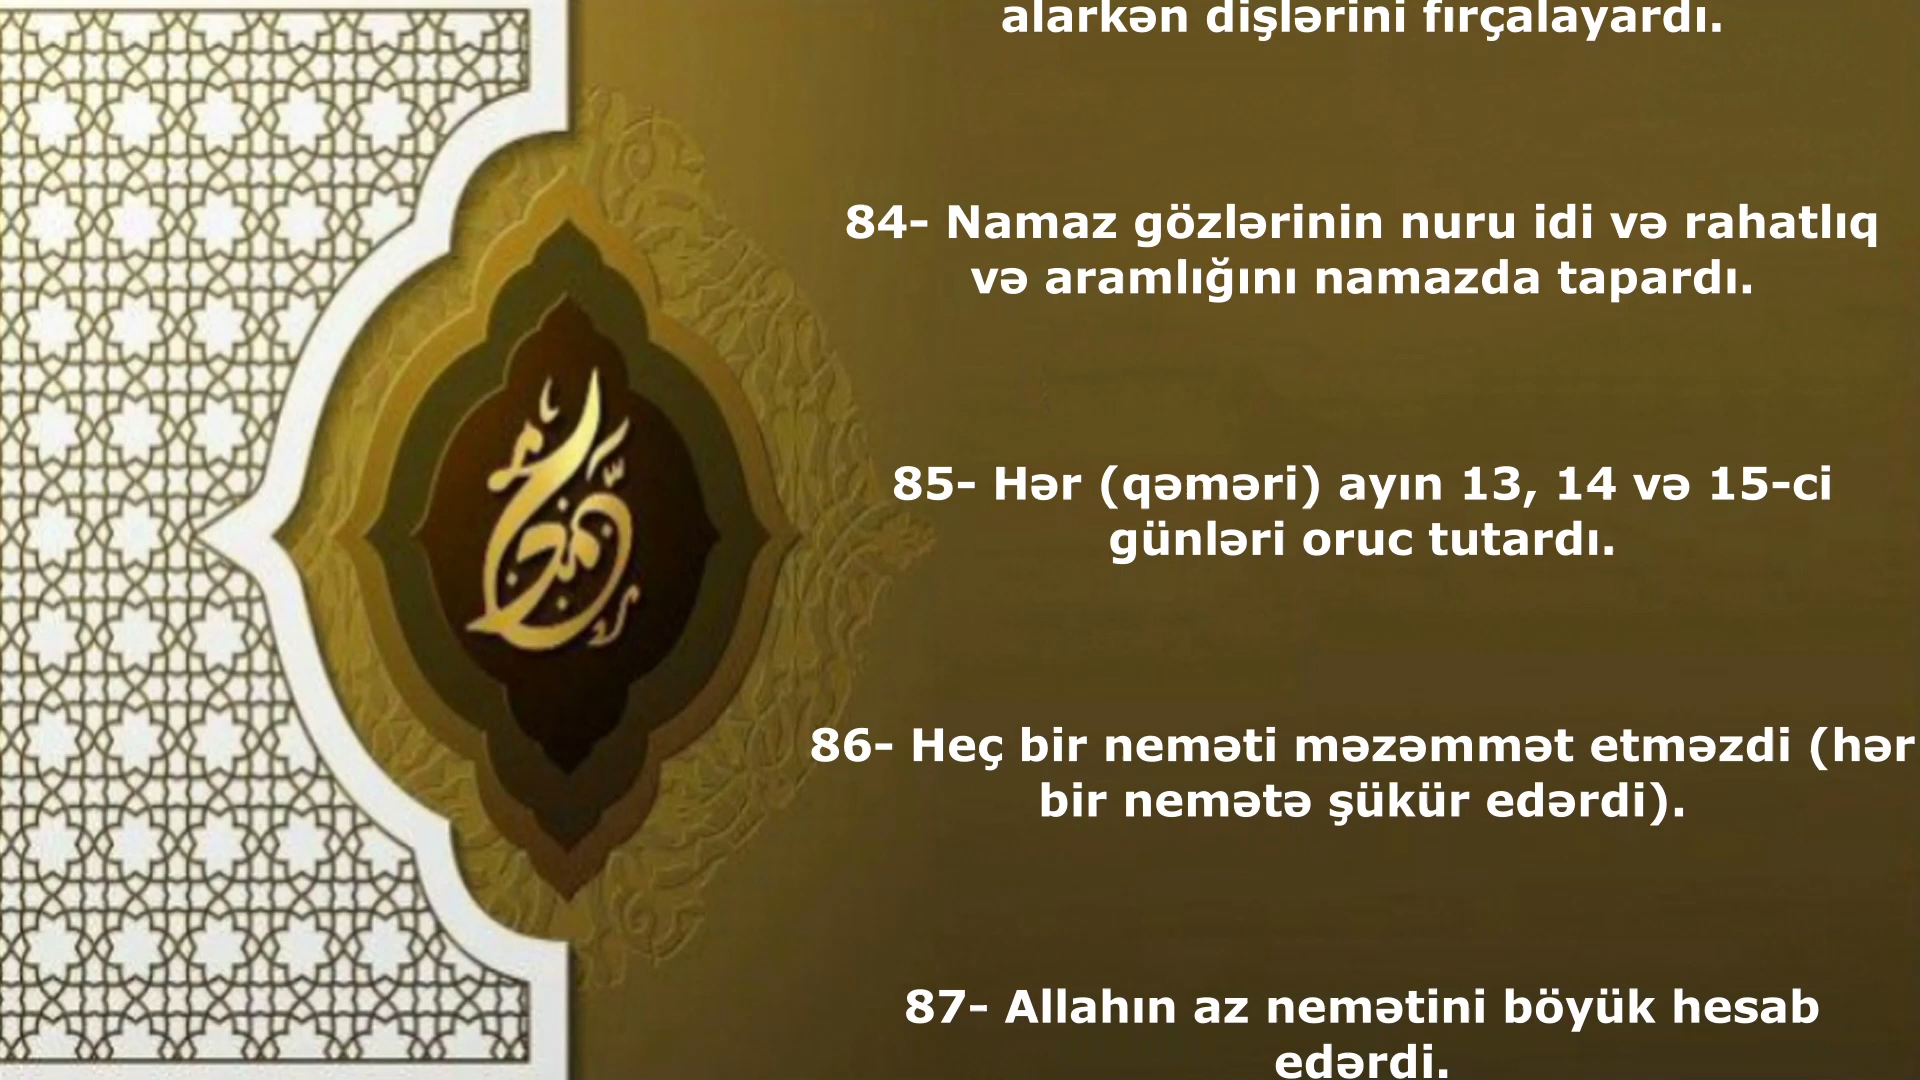 alarkən dişlərini fırçalayardı.
84- Namaz gözlərinin nuru idi və rahatlıq
və aramlığını namazda tapardı.
85- Hər (qəməri) ayın 13, 14 və 15-ci
günləri oruc tutardı.
86- Heç bir neməti məzəmmət etməzdi (hər
bir nemətə şükür edərdi).
87- Allahın az nemətini böyük hesab
edərdi.